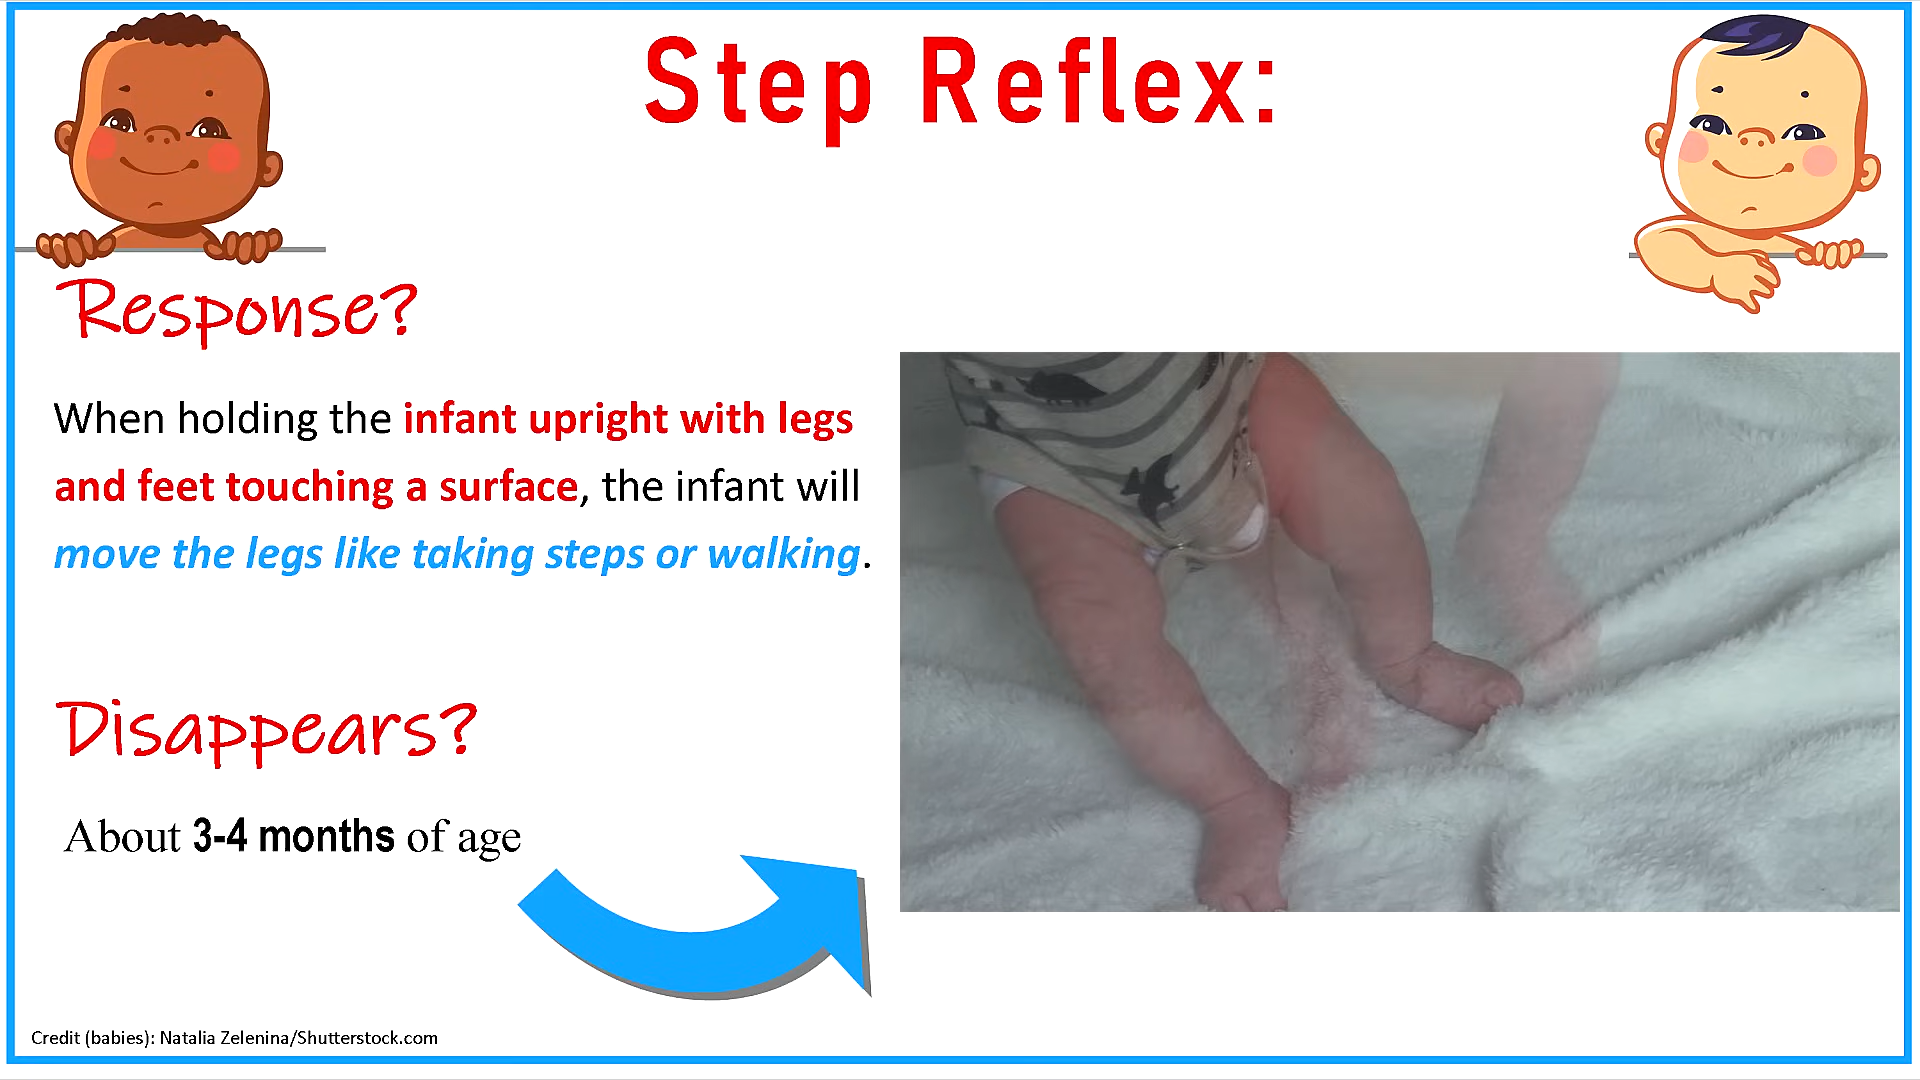 Step Reflex:
Response?
When holding the infant upright with legs
and feet touching a surface, the infant will
move the legs like taking steps or walking.
Disappears?
About 3-4 months of age
Credit (babies): Natalia Zelenina/Shutterstock.com